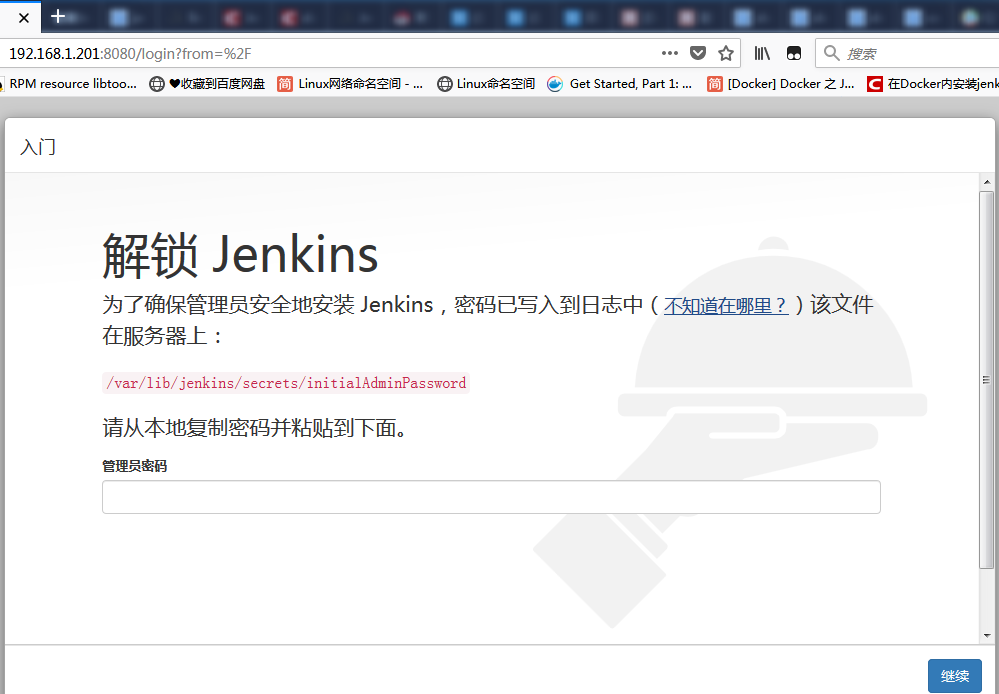 192.168.1.201:8080/login?from=%2F
搜索
RPM resource libtoo...
♥收藏到百度网盘
简
Linux网络命名空间 - ...
Linux命名空间
Get Started, Part 1: ...
简
[Docker] Docker 之 J...
C
在Docker内安装jenk
入门
解锁 Jenkins
为了确保管理员安全地安装 Jenkins，密码已写入到日志中（不知道在哪里？）该文件
在服务器上：
/var/lib/jenkins/secrets/initialAdminPassword
请从本地复制密码并粘贴到下面。
管理员密码
继续